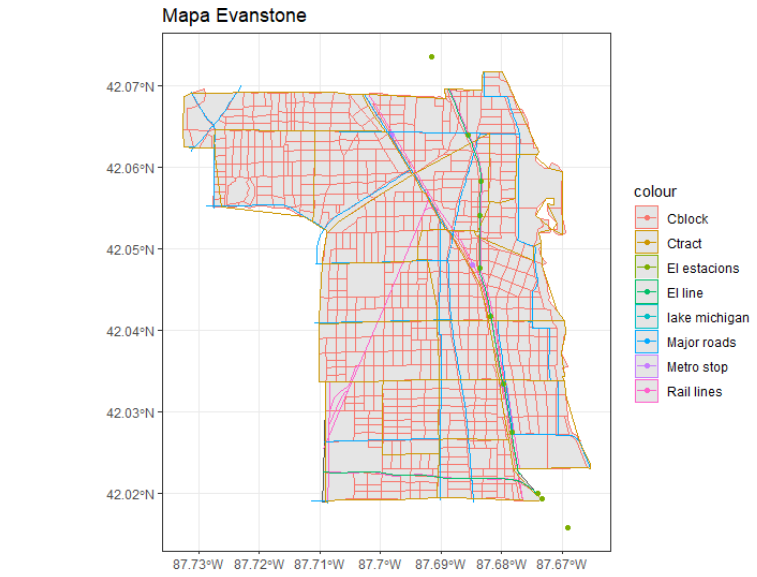 Mapa Evanstone
42.07°N
42.06°N
42.05°N
42.04°N
42.03°N
42.02°N
87.73°W 87.72°W 87.71°W 87.7°W 87.69°W 87.68°W 87.67°W
colour
Cblock
Ctract
El estacions
El line
lake michigan
Major roads
Metro stop
Rail lines